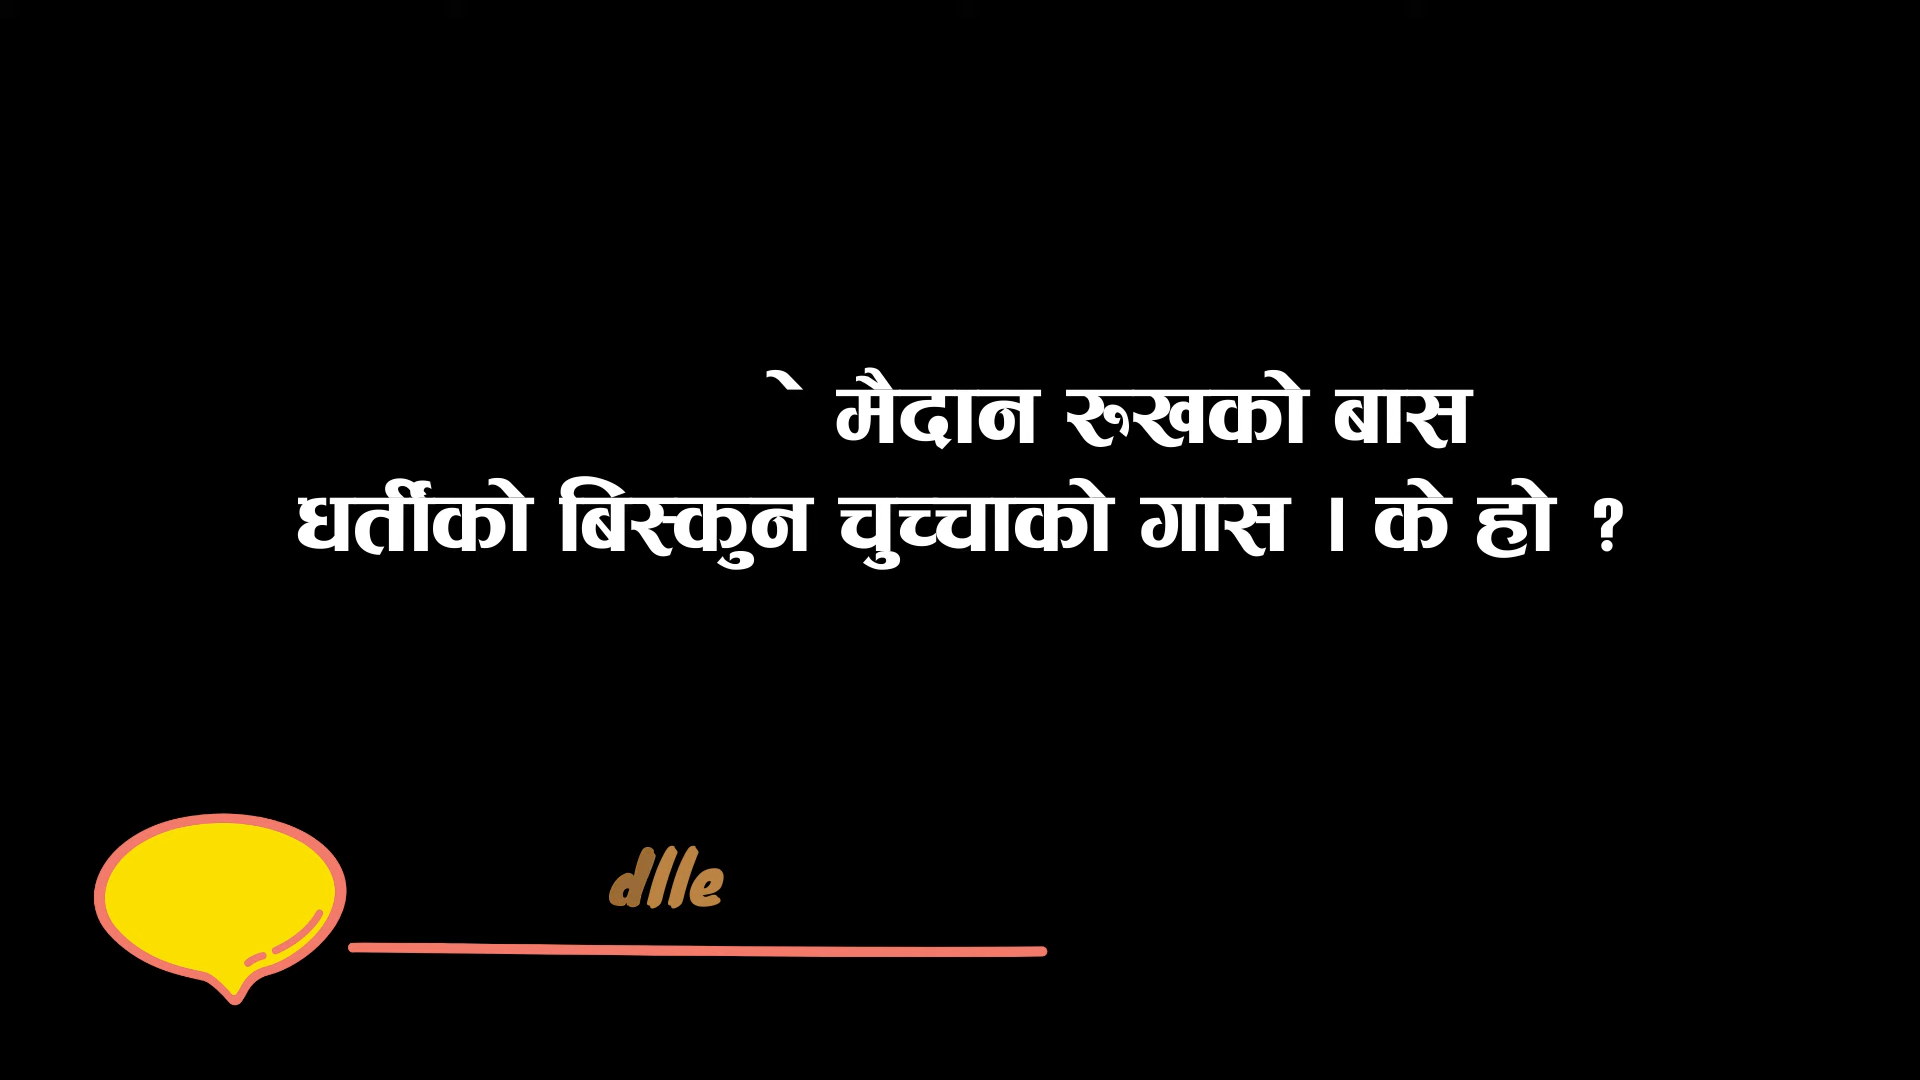 े मैदान रुखको बास
धर्तीको बिस्कुन चुच्चाको गास । के हो ?
dlle